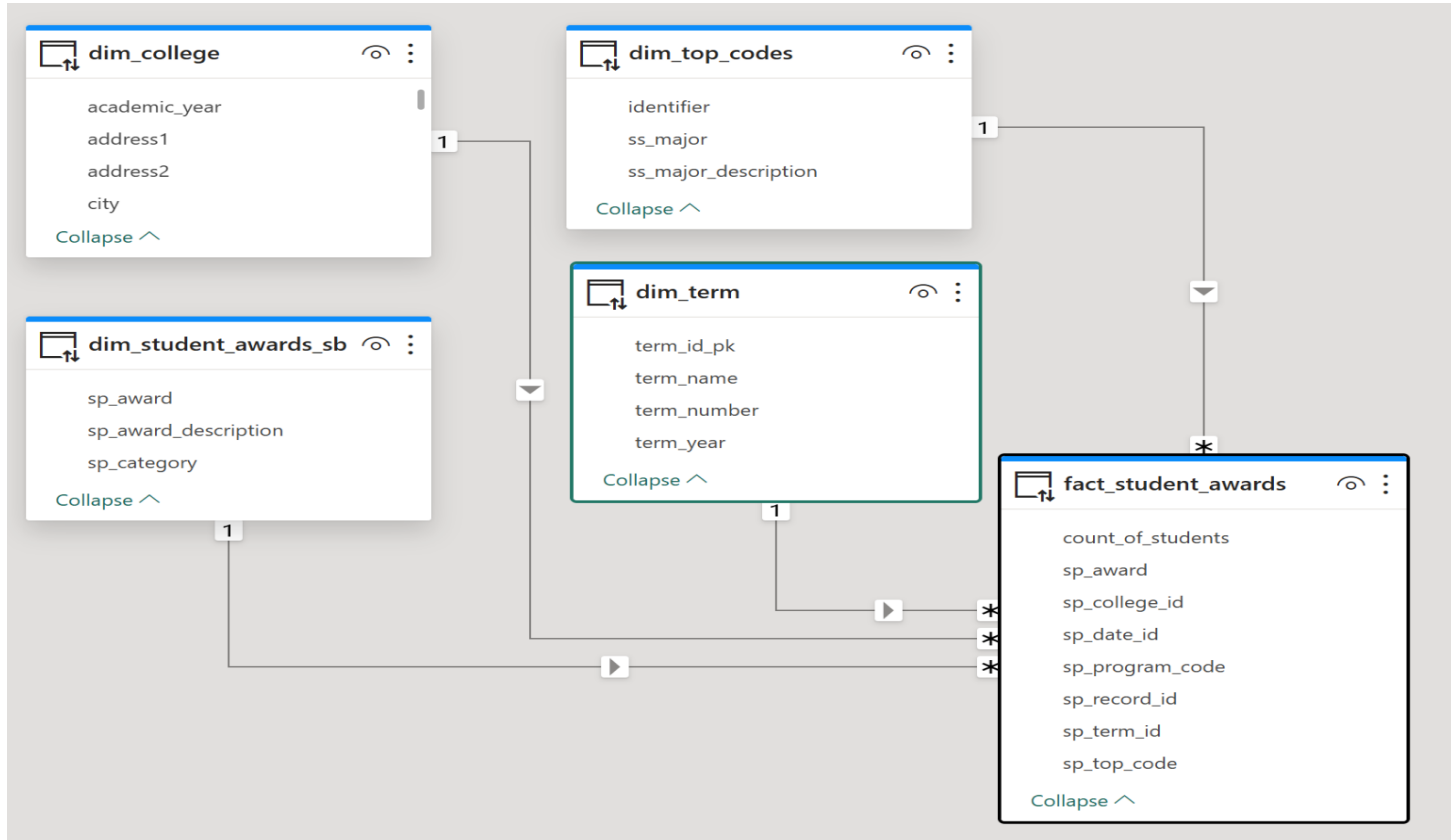 dim_college
academic_year
address1
address2
city
Collapse
dim_top_codes
identifier
ss_major
ss_major_description
Collapse
1
1
dim_student_awards_sb
sp_award
sp_award_description
sp_category
Collapse
1
dim_term
term_id_pk
term_name
term_number
term_year
Collapse
1
*
*
*
*
fact_student_awards
count_of_students
sp_award
sp_college_id
sp_date_id
sp_program_code
sp_record_id
sp_term_id
sp_top_code
Collapse